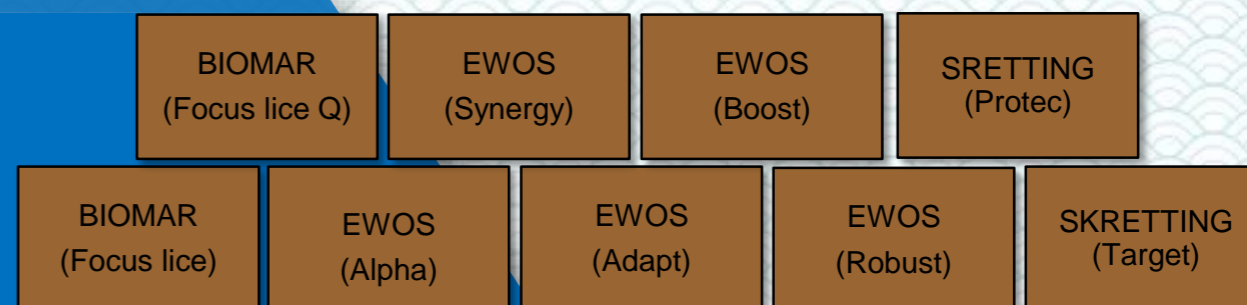 BIOMAR
(Focus lice Q)
EWOS
(Synergy)
EWOS
(Boost)
SRETTING
(Protec)
BIOMAR
(Focus lice)
EWOS
(Alpha)
EWOS
(Adapt)
EWOS
(Robust)
SKRETTING
(Target)